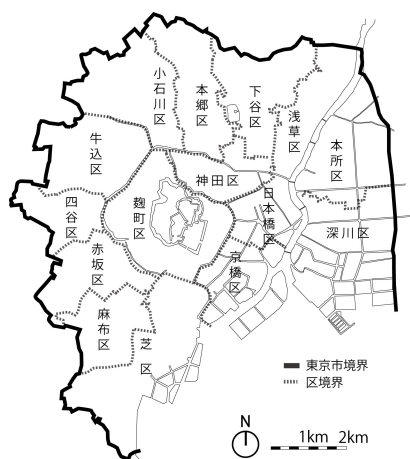 小石川区
本郷区
下谷区
浅草区
本所区
牛込区
神田区
四谷区
麹町区
日本橋区
赤坂区
深川区
京橋区
麻布区
芝区
東京市境界
区境界
N
1km 2km